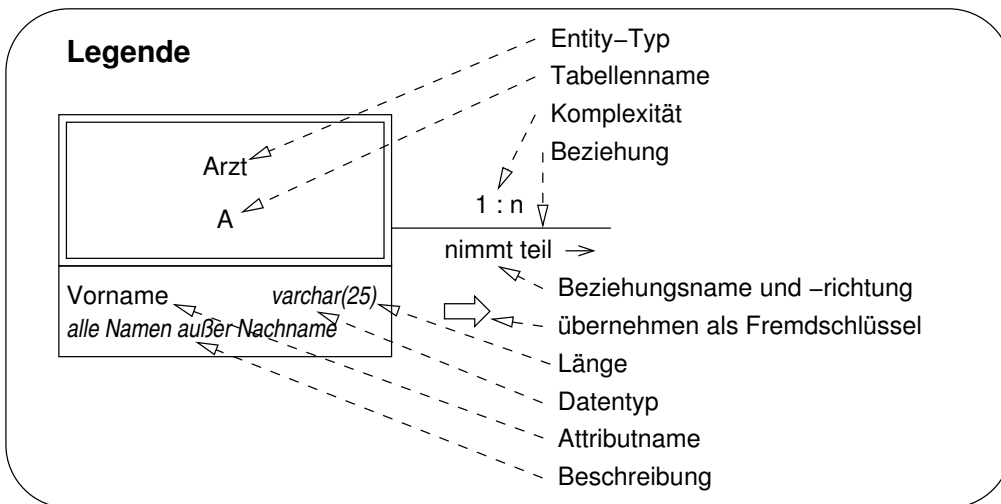 Legende
Entity−Typ
Tabellenname
Komplexität
Beziehung
Arzt
A
1 : n
nimmt teil
Vorname varchar(25)
alle Namen außer Nachname
Beziehungsname und −richtung
übernehmen als Fremdschlüssel
Länge
Datentyp
Attributname
Beschreibung